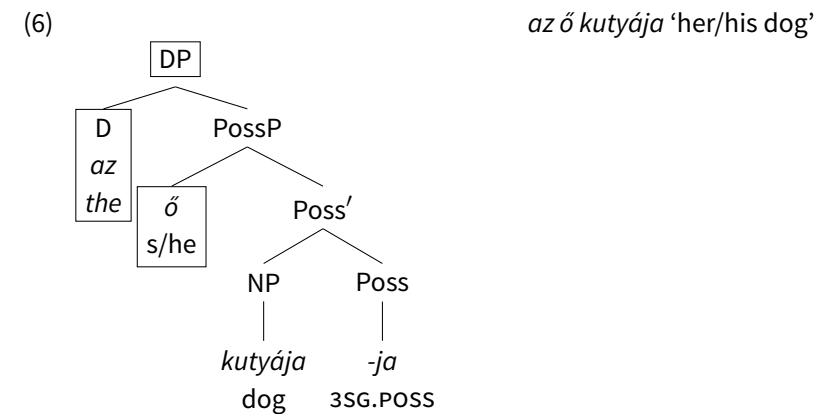 (6) az ő kutyája ‘her/his dog’
DP
D PossP
az
the ő Poss′
s/he
NP Poss
kutyája -ja
dog 3SG.POSS